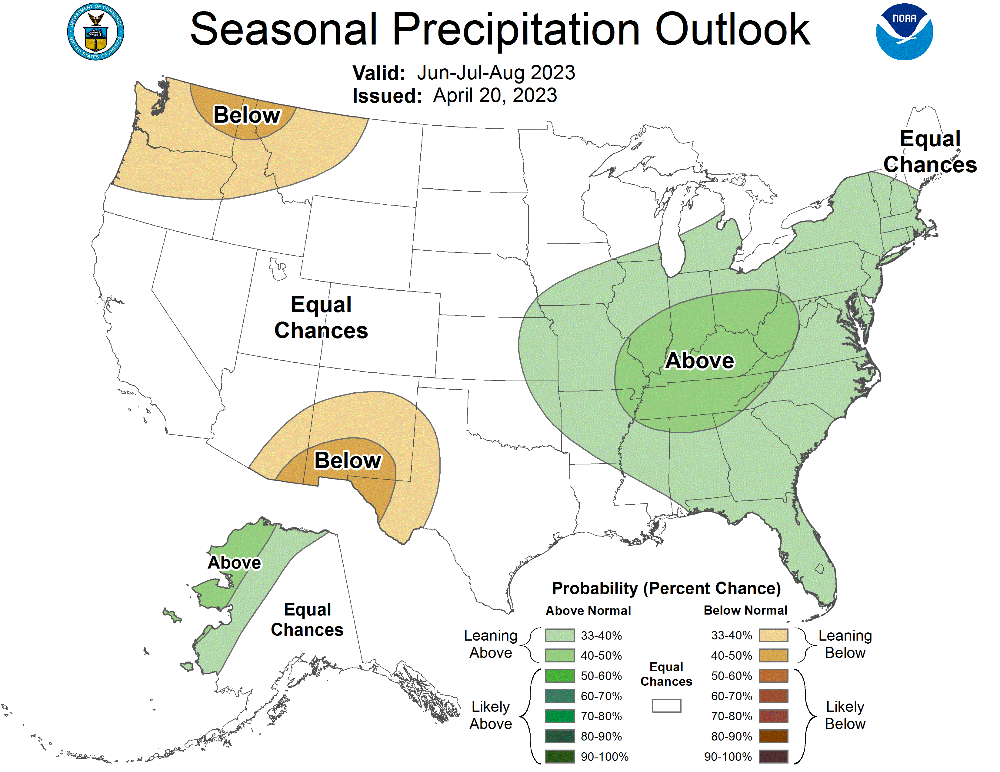 DEPARTMENT OF COMMERCE
UNITED STATES OF AMERICA
Seasonal Precipitation Outlook
NOAA
Valid: Jun-Jul-Aug 2023
Issued: April 20, 2023
Below
Equal
Chances
Equal
Chances
Above
Below
Above
Equal
Chances
Probability (Percent Chance)
Above Normal
Below Normal
Leaning
Above
33-40%
40-50%
Likely
Above
50-60%
60-70%
70-80%
80-90%
90-100%
Equal
Chances
33-40%
40-50%
Leaning
Below
50-60%
60-70%
70-80%
80-90%
90-100%
Likely
Below